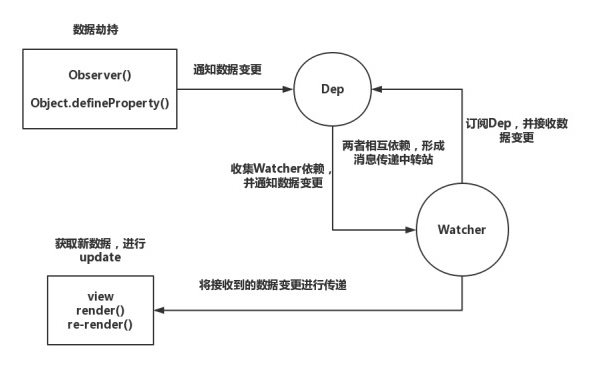 数据劫持
Observer()
Object.defineProperty()
通知数据变更
Dep
订阅Dep，并接收数
据变更
两者相互依赖，形成
消息传递中转站
收集Watcher依赖，
并通知数据变更
Watcher
获取新数据，进行
update
view
render()
re-render()
将接收到的数据变更进行传递